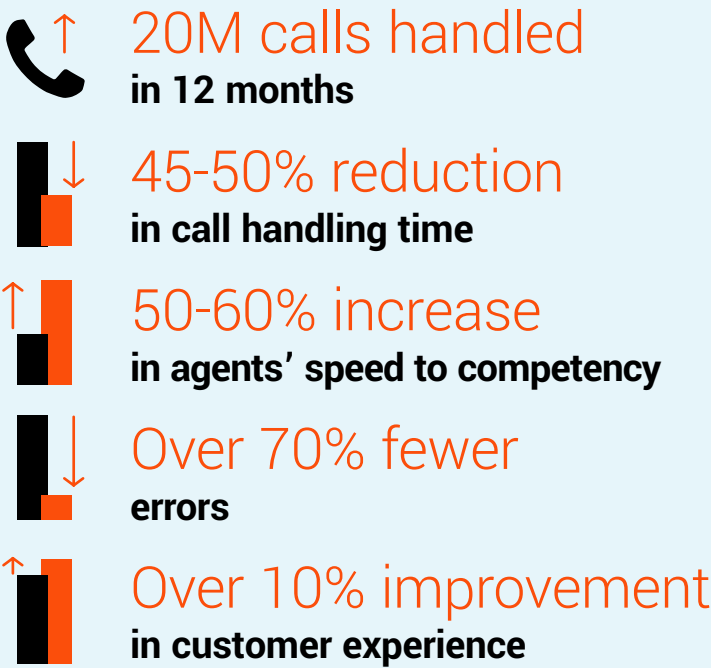 20M calls handled
in 12 months
45-50% reduction
in call handling time
50-60% increase
in agents’ speed to competency
Over 70% fewer
errors
Over 10% improvement
in customer experience